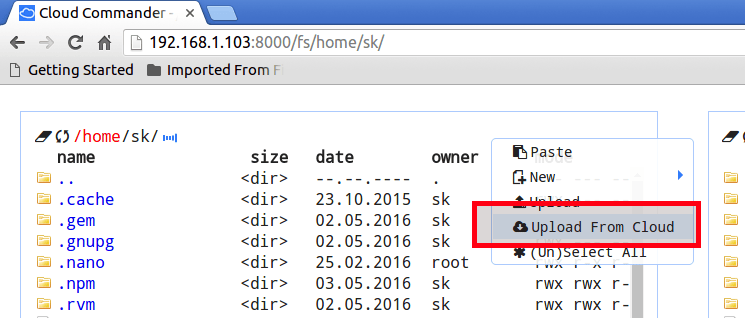 Cloud Commander -
192.168.1.103:8000/fs/home/sk/
Getting Started Imported From F
/home/sk/
name size date owner mode
.. <dir> --.--.---- .
.cache <dir> 23.10.2015 sk
.gem <dir> 02.05.2016 sk
.gnupg <dir> 02.05.2016 sk
.nano <dir> 25.02.2016 root rwx r-x r-
.npm <dir> 03.05.2016 sk rwx rwx r-
.rvm <dir> 02.05.2016 sk rwx rwx r-
Paste
New
Upload
Upload From Cloud
(Un)Select All